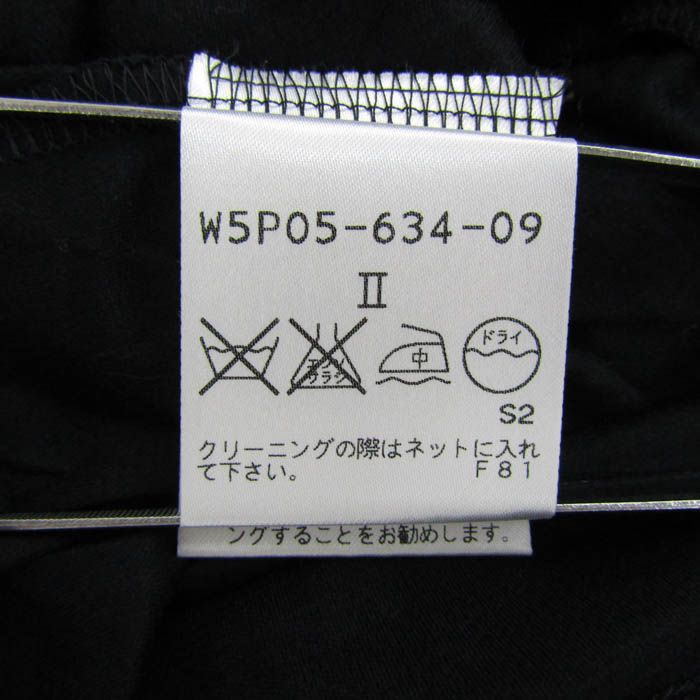 W5P05-634-09
II
エンソ
サラシ
中
ドライ
S2
クリーニングの際はネットに入れ
て下さい。 F81
ングすることをお勧めします。